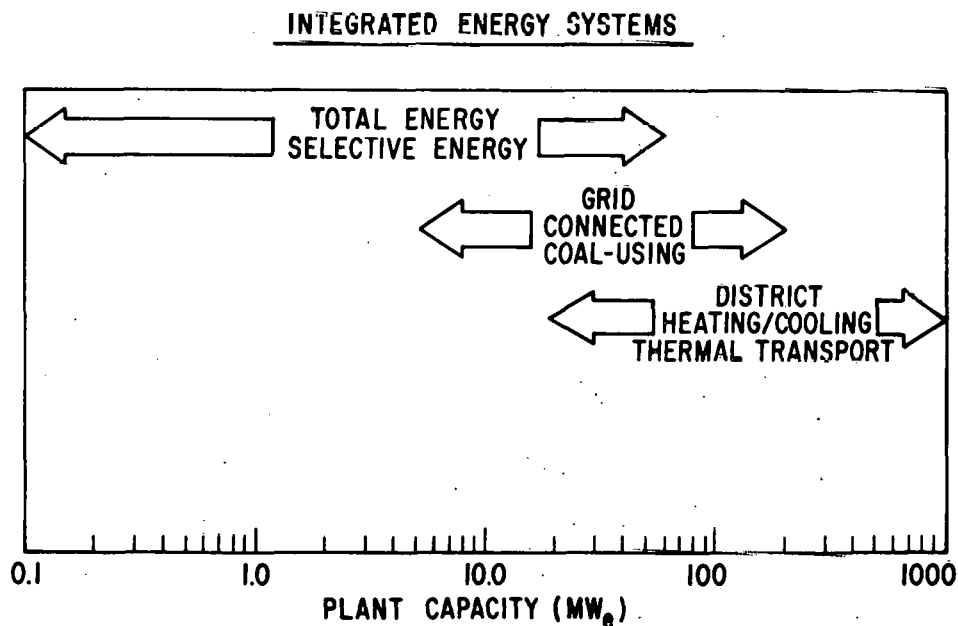 INTEGRATED ENERGY SYSTEMS
TOTAL ENERGY
SELECTIVE ENERGY
GRID
CONNECTED
COAL-USING
DISTRICT
HEATING/COOLING
THERMAL TRANSPORT
0.1 1.0 10.0 100 1000
PLANT CAPACITY (MWe)